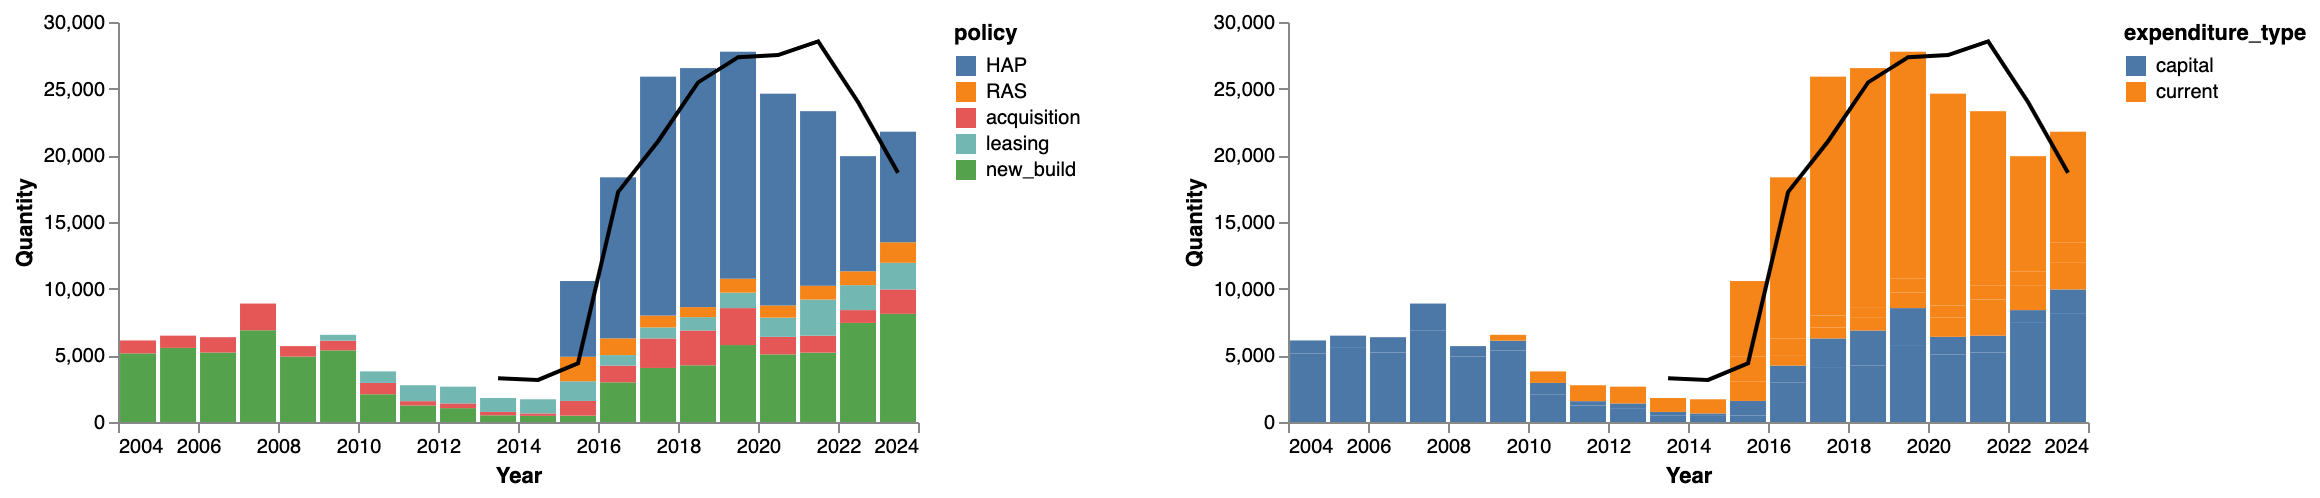 30,000
25,000
20,000
15,000
10,000
5,000
0
Quantity
2004 2006 2008 2010 2012 2014 2016 2018 2020 2022 2024
Year
policy
HAP
RAS
acquisition
leasing
new_build
30,000
25,000
20,000
15,000
10,000
5,000
0
Quantity
2004 2006 2008 2010 2012 2014 2016 2018 2020 2022 2024
Year
expenditure_type
capital
current